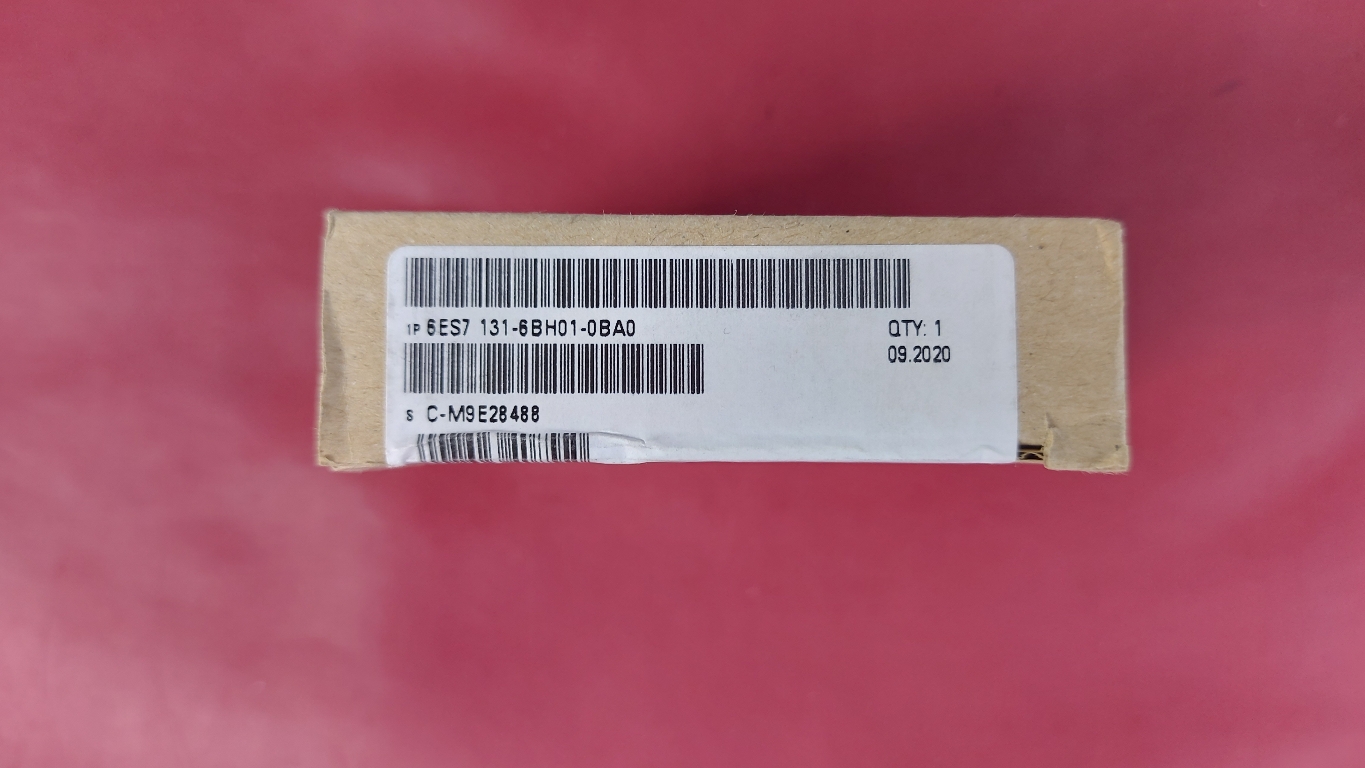 1P 6ES7 131-6BH01-0BA0
QTY: 1
09.2020
S C-M9E28488